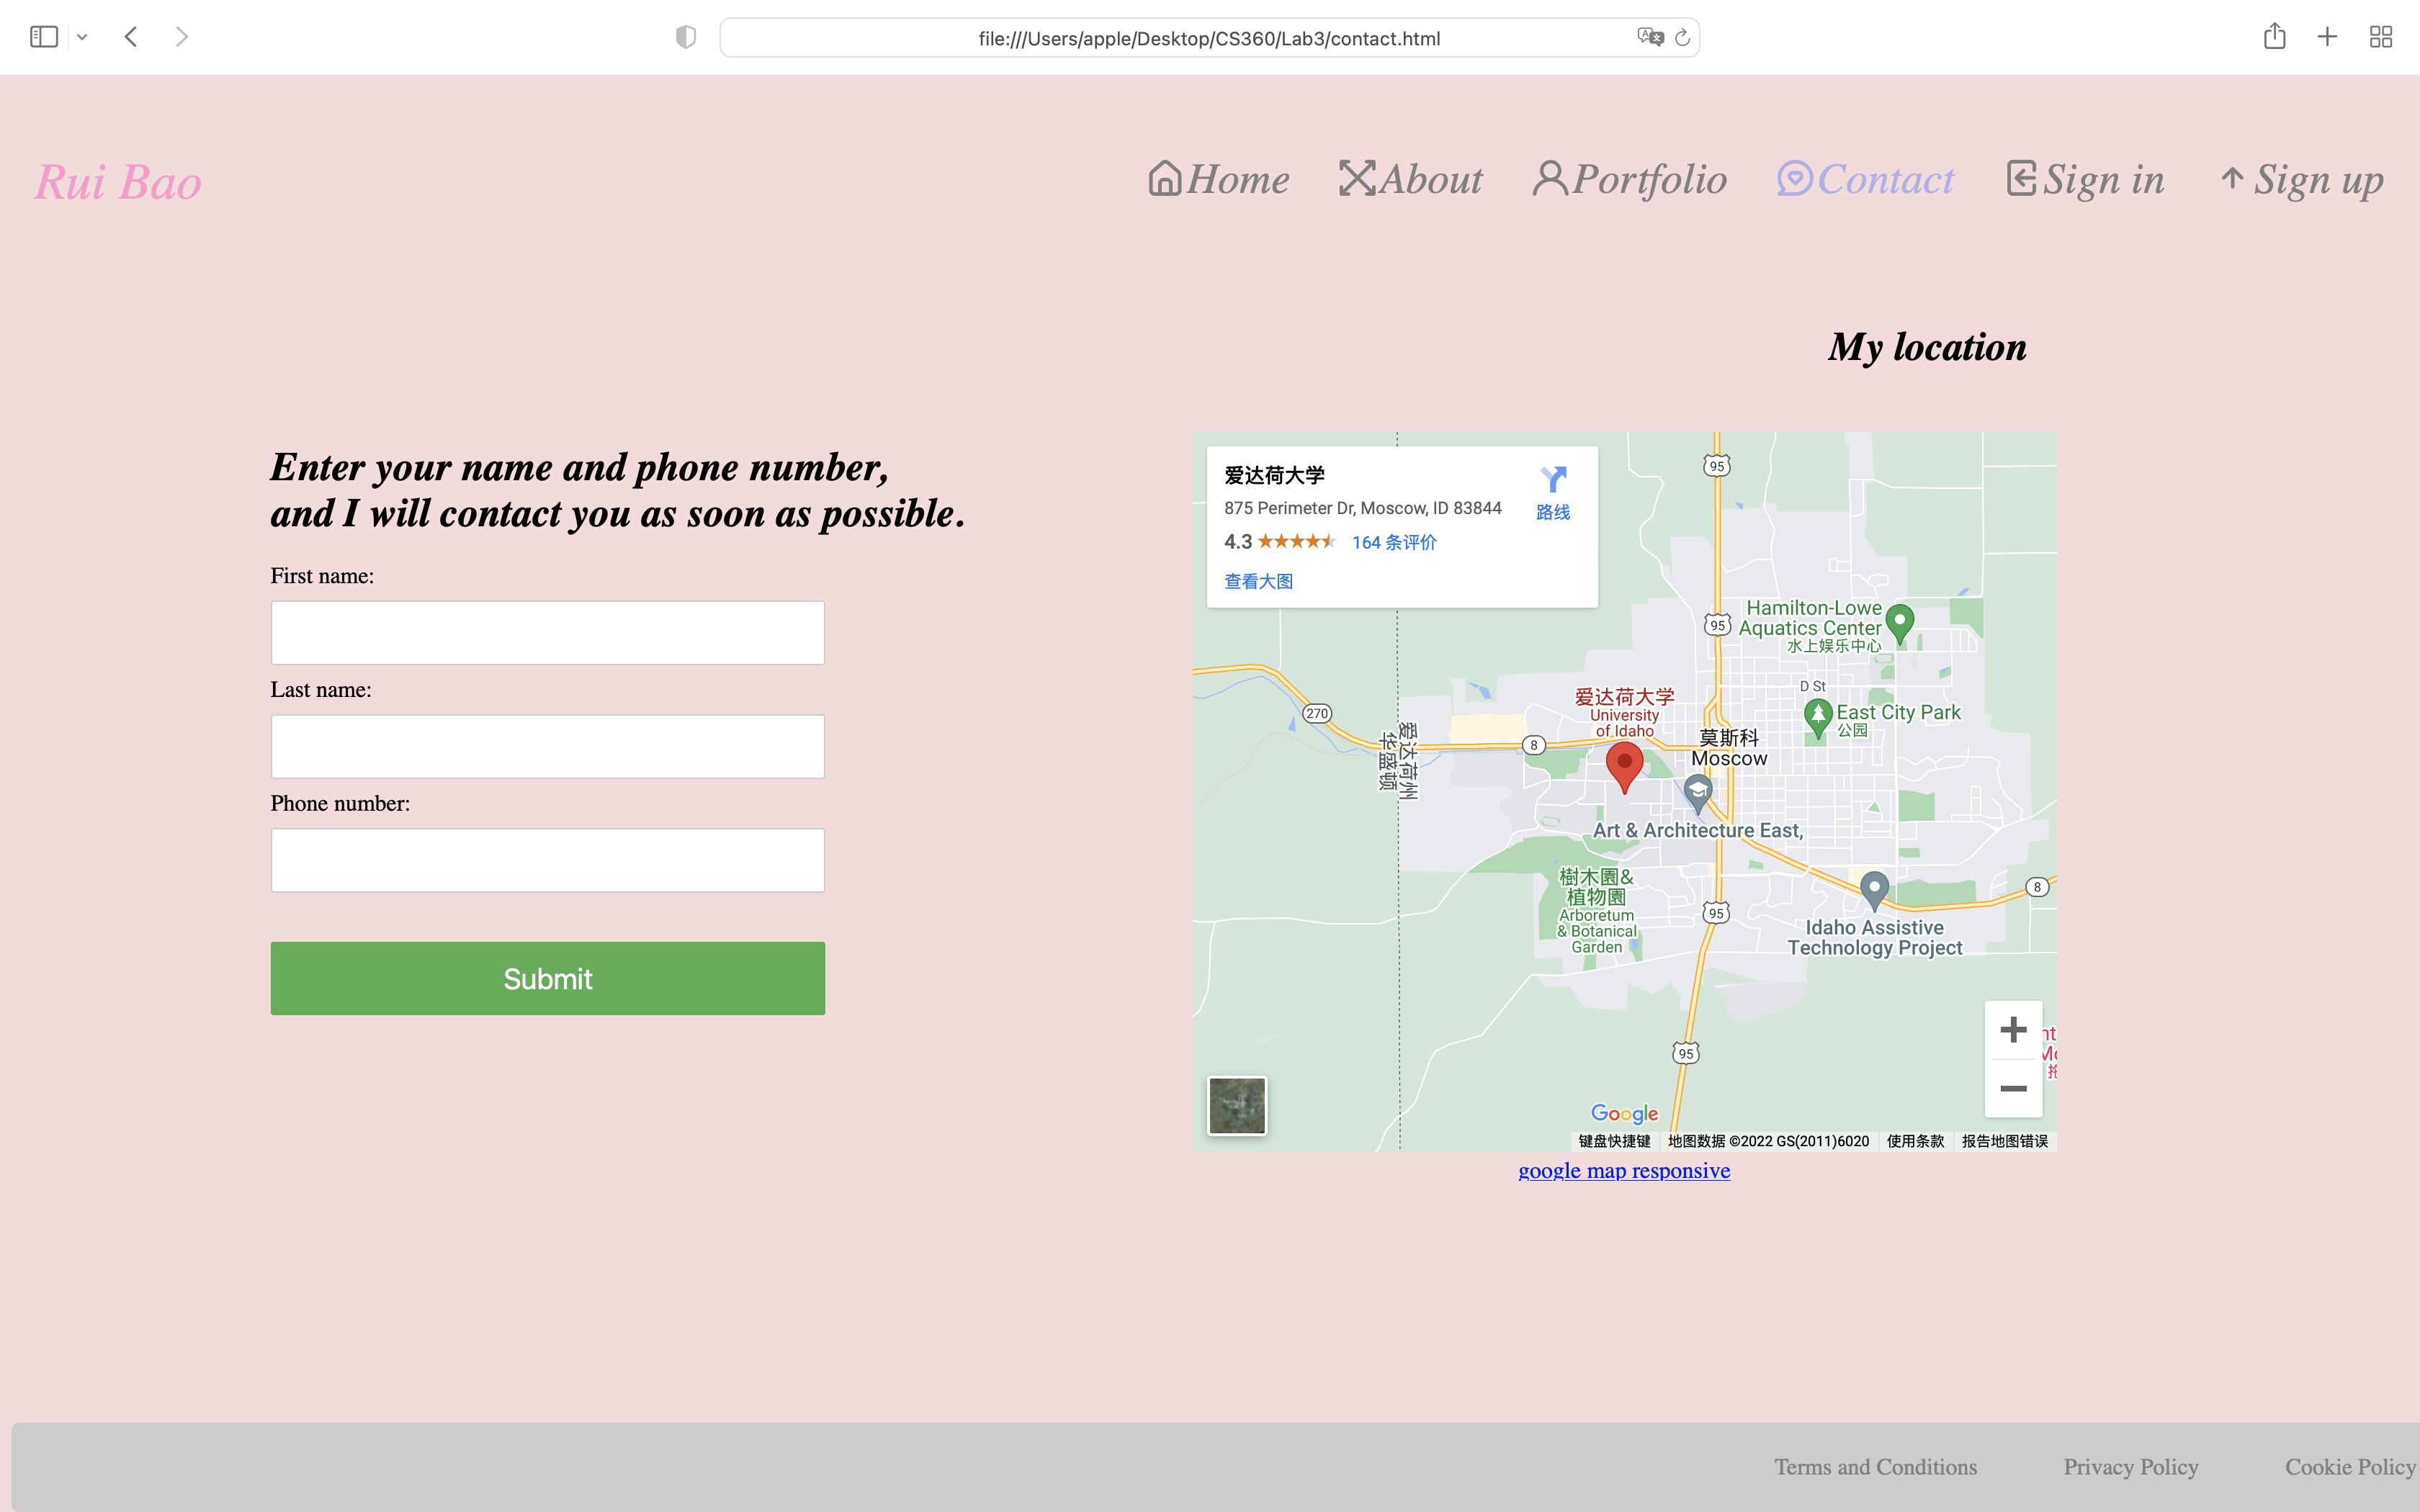 file:///Users/apple/Desktop/CS360/Lab3/contact.html
Rui Bao
Home
About
Portfolio
Contact
Sign in
Sign up
My location
Enter your name and phone number,
and I will contact you as soon as possible.
First name:
Last name:
Phone number:
Submit
爱达荷大学
875 Perimeter Dr, Moscow, ID 83844
路线
4.3
164 条评价
查看大图
95
95
Hamilton-Lowe
Aquatics Center
水上娱乐中心
D St
270
爱达荷大学
University
of Idaho
East City Park
公园
爱达荷州
华盛顿
8
莫斯科
Moscow
Art & Architecture East,
樹木園&
植物園
Arboretum
& Botanical
Garden
95
8
Idaho Assistive
Technology Project
95
Google
键盘快捷键
地图数据 ©2022 GS(2011)6020
使用条款
报告地图错误
google map responsive
Terms and Conditions
Privacy Policy
Cookie Policy